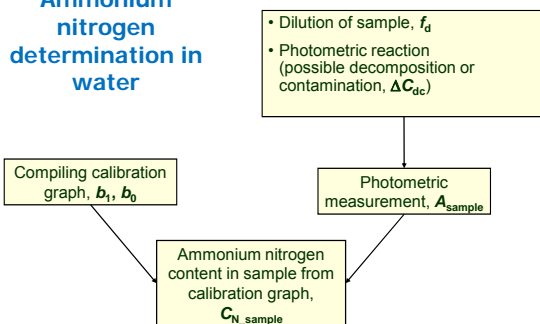 Ammonium
nitrogen
determination in
water
• Dilution of sample, fd
• Photometric reaction
(possible decomposition or
contamination, ΔCdc)
Compiling calibration
graph, b1, b0
Photometric
measurement, Asample
Ammonium nitrogen
content in sample from
calibration graph,
CN_sample